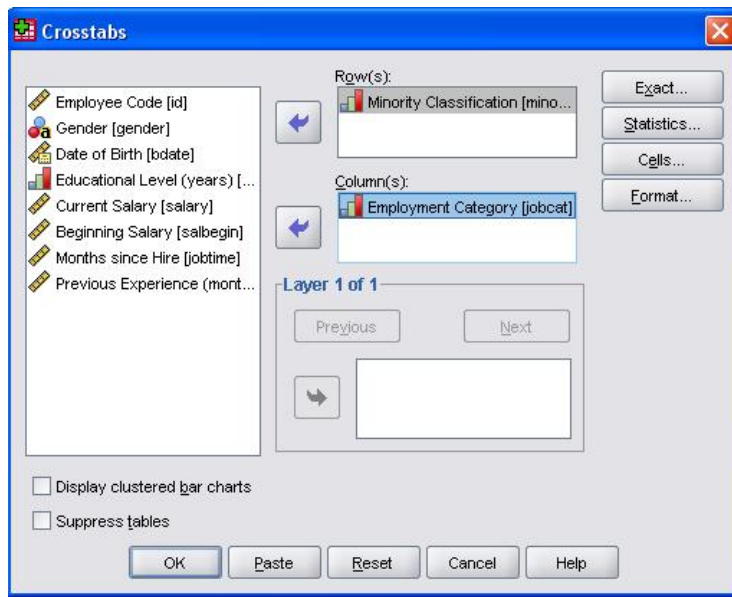 Crosstabs
Employee Code [id]
Gender [gender]
Date of Birth [bdate]
Educational Level (years) [...
Current Salary [salary]
Beginning Salary [salbegin]
Months since Hire [jobtime]
Previous Experience (mont...
Row(s):
Minority Classification [mino...
Column(s):
Employment Category [jobcat]
Layer 1 of 1
Previous
Next
Exact...
Statistics...
Cells...
Format...
Display clustered bar charts
Suppress tables
OK
Paste
Reset
Cancel
Help